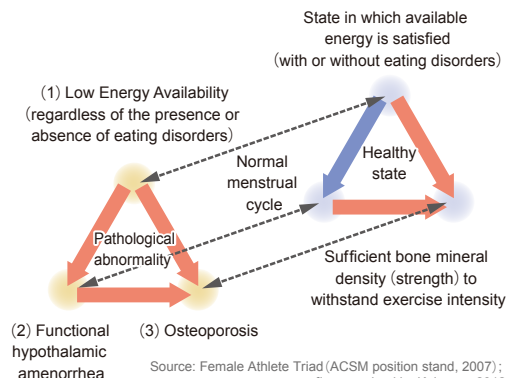 State in which available
energy is satisfied
(with or without eating disorders)
(1) Low Energy Availability
(regardless of the presence or
absence of eating disorders)
Normal
menstrual
cycle
Healthy
state
Pathological
abnormality
Sufficient bone mineral
density (strength) to
withstand exercise intensity
(2) Functional
hypothalamic
amenorrhea
(3) Osteoporosis
Source: Female Athlete Triad (ACSM position stand, 2007);